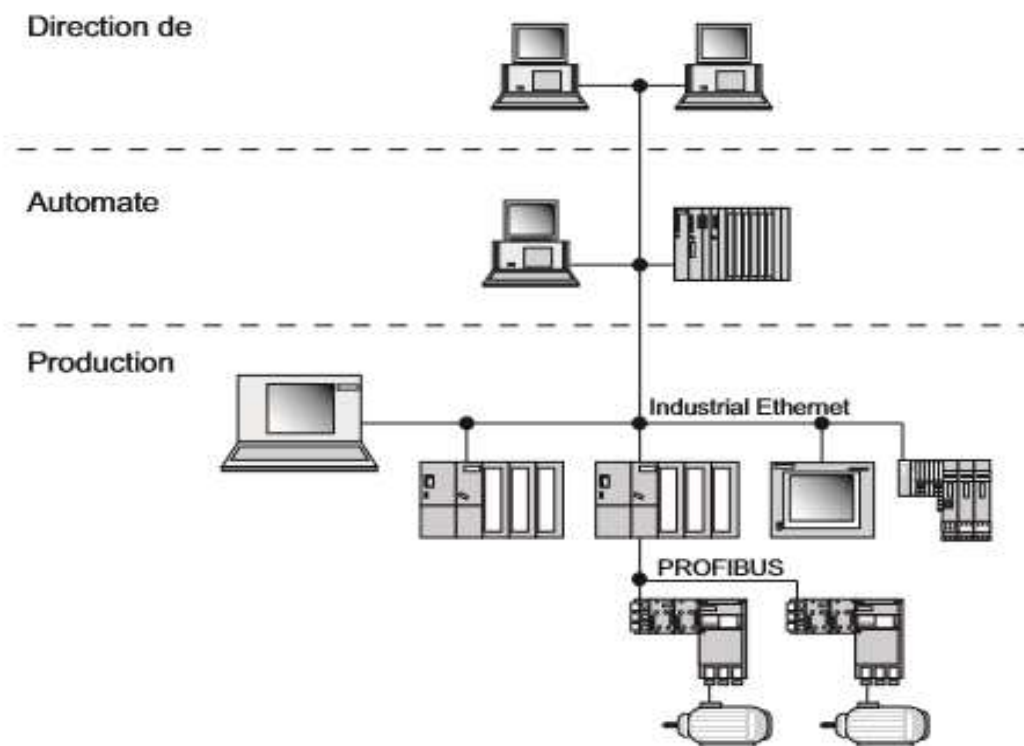 Direction de
Automate
Production
Industrial Ethernet
PROFIBUS